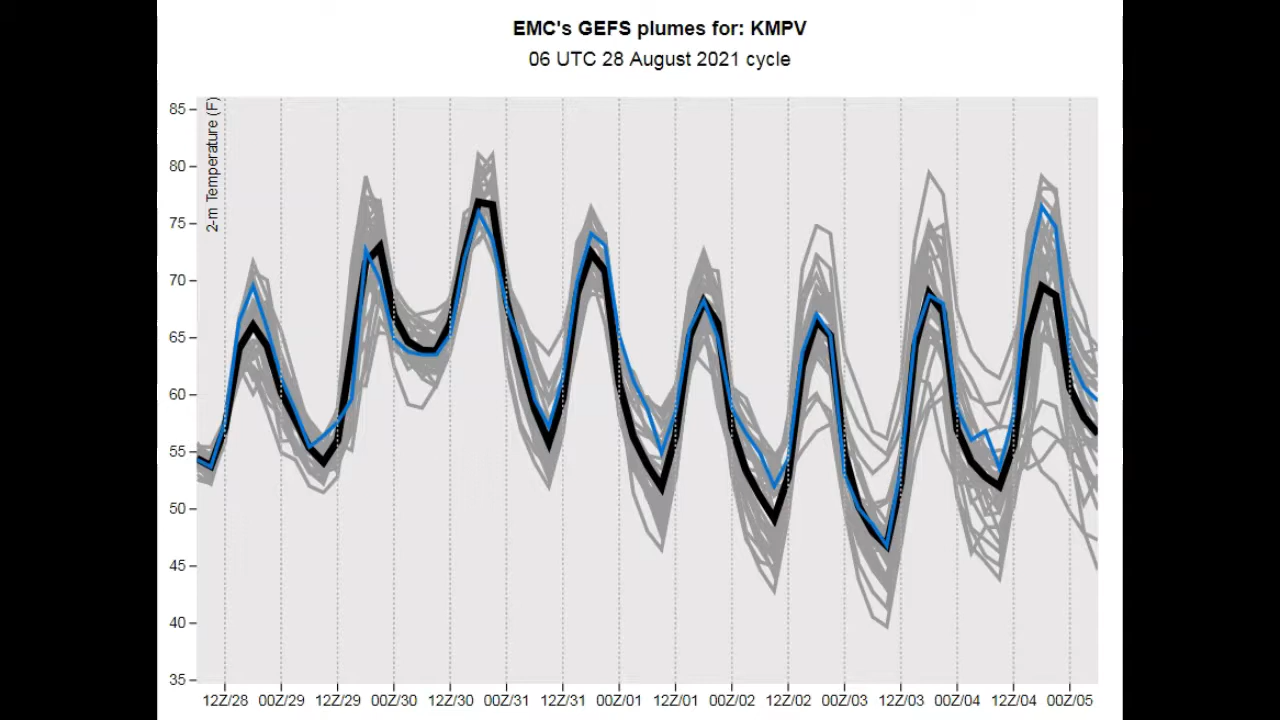 EMC's GEFS plumes for: KMPV
06 UTC 28 August 2021 cycle
2-m Temperature (F)
85
80
75
70
65
60
55
50
45
40
35
12Z/28 00Z/29 12Z/29 00Z/30 12Z/30 00Z/31 12Z/31 00Z/01 12Z/01 00Z/02 12Z/02 00Z/03 12Z/03 00Z/04 12Z/04 00Z/05